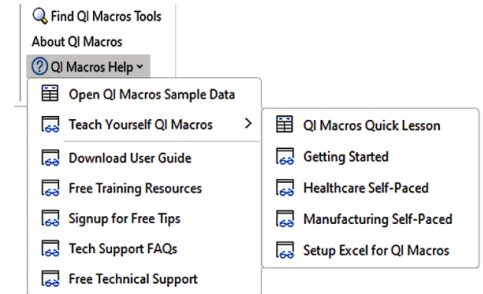 Find QI Macros Tools
About QI Macros
QI Macros Help
Open QI Macros Sample Data
Teach Yourself QI Macros
Download User Guide
Free Training Resources
Signup for Free Tips
Tech Support FAQs
Free Technical Support
QI Macros Quick Lesson
Getting Started
Healthcare Self-Paced
Manufacturing Self-Paced
Setup Excel for QI Macros